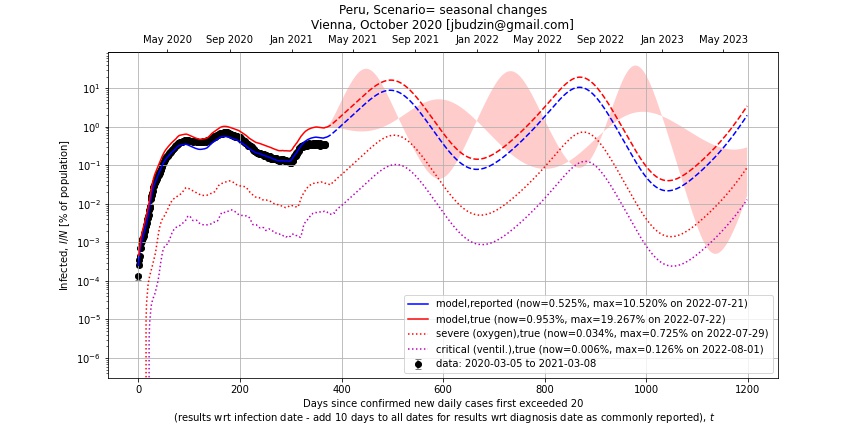 Peru, Scenario= seasonal changes
Vienna, October 2020 [jbudzin@gmail.com]
May 2020 Sep 2020 Jan 2021 May 2021 Sep 2021 Jan 2022 May 2022 Sep 2022 Jan 2023 May 2023
10¹
10⁰
10⁻¹
10⁻²
10⁻³
10⁻⁴
10⁻⁵
10⁻⁶
Infected, I/N [% of population]
model,reported (now=0.525%, max=10.520% on 2022-07-21)
model,true (now=0.953%, max=19.267% on 2022-07-22)
severe (oxygen),true (now=0.034%, max=0.725% on 2022-07-29)
critical (ventil.),true (now=0.006%, max=0.126% on 2022-08-01)
data: 2020-03-05 to 2021-03-08
0 200 400 600 800 1000 1200
Days since confirmed new daily cases first exceeded 20
(results wrt infection date - add 10 days to all dates for results wrt diagnosis date as commonly reported), t